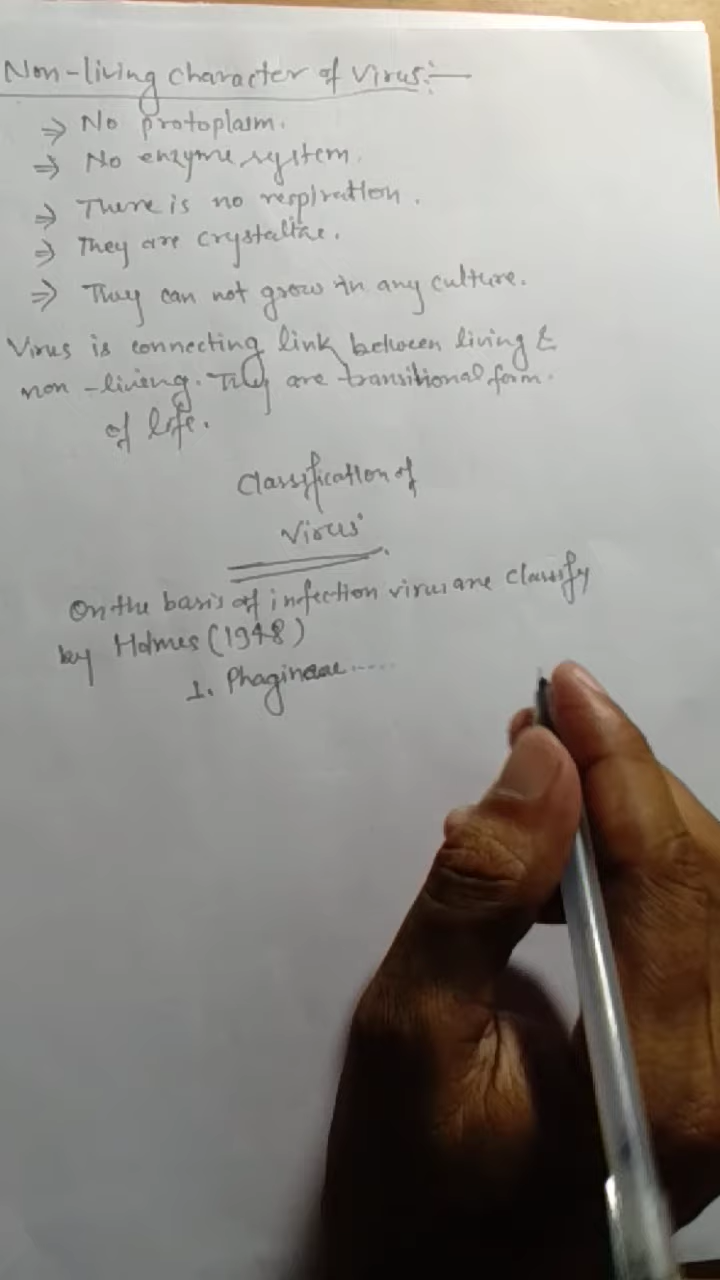 Non-living character of Virus:-
⇒ No protoplasm.
⇒ No enzyme system.
⇒ There is no respiration.
⇒ They are crystalline.
⇒ They can not grow in any culture.
Virus is connecting link between living &
non-living. They are transitional form.
of life.
Classification of
Virus
On the basis of infection virus are classify
by Holmes (1948)
1. Phagineae.....